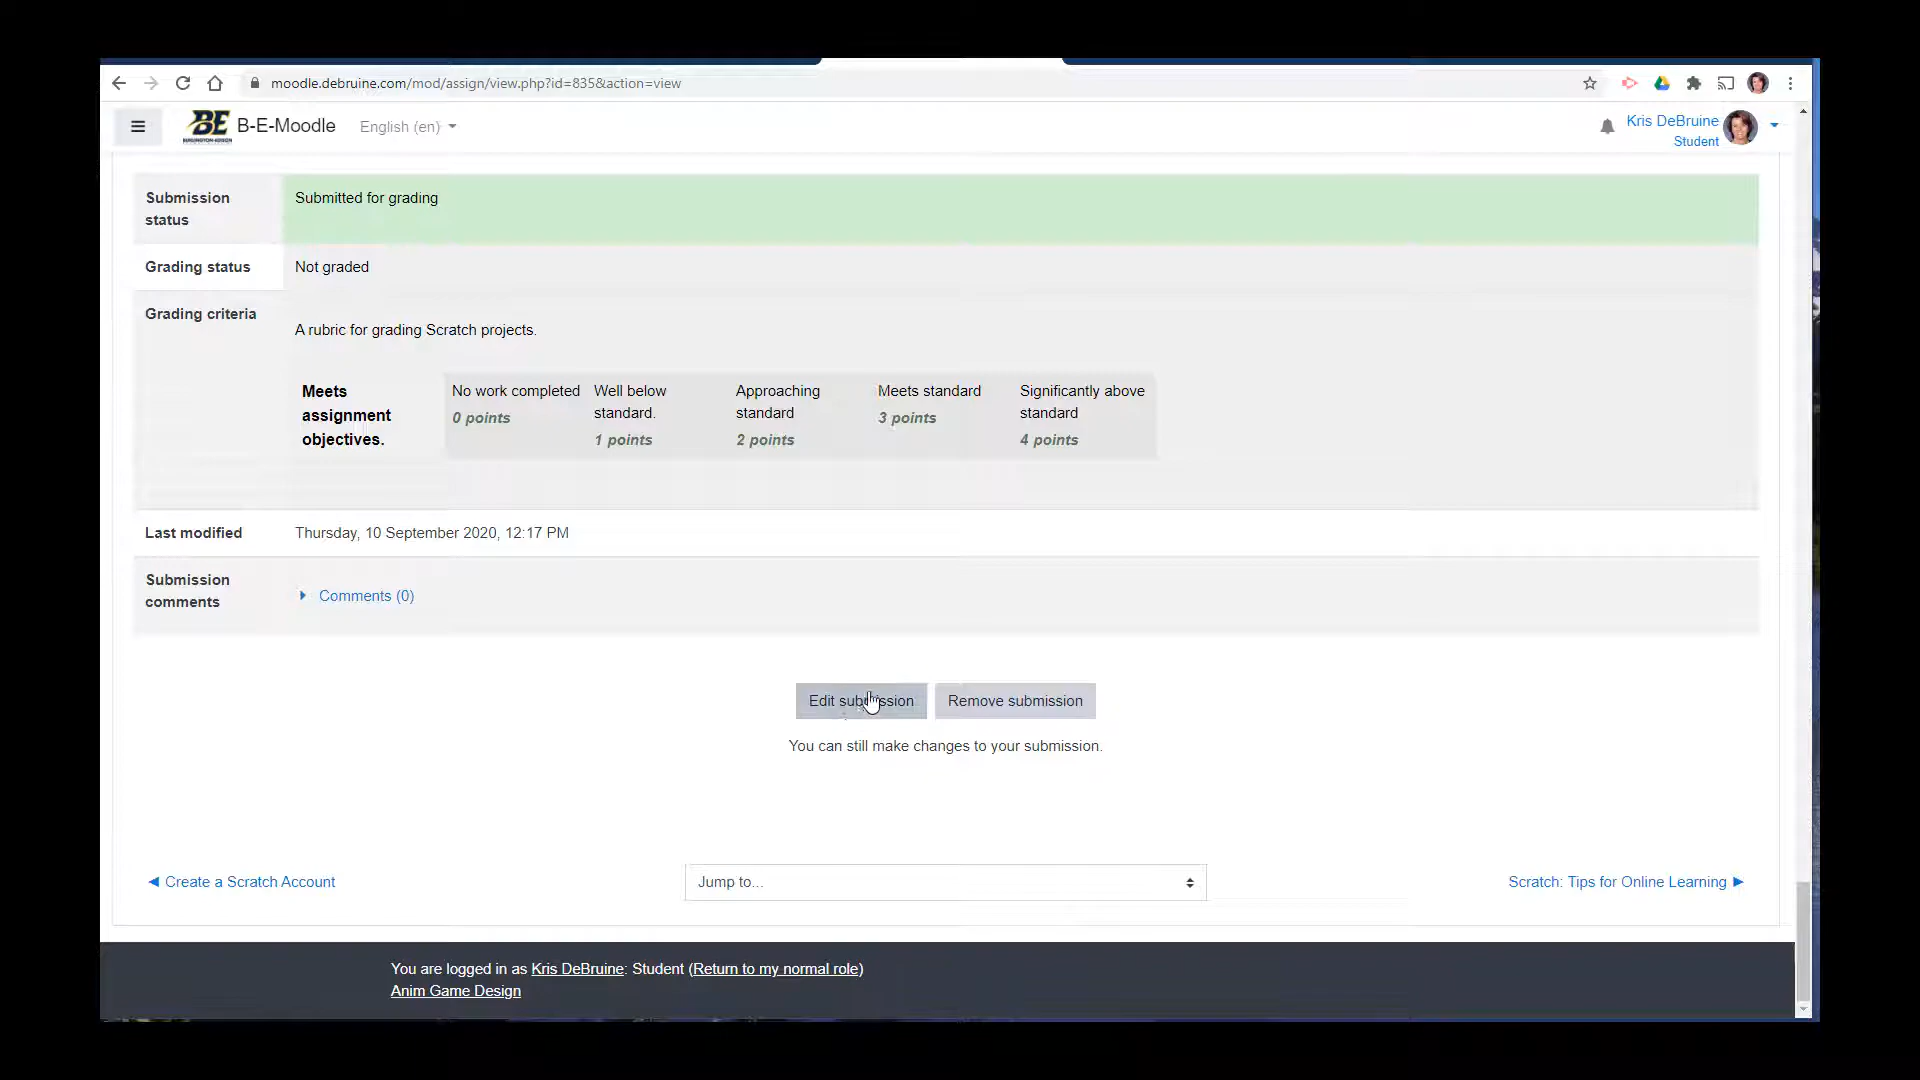 moodle.debruine.com/mod/assign/view.php?id=835&action=view
BE B-E-Moodle English (en)
Kris DeBruine
Student
Submission status
Submitted for grading
Grading status
Not graded
Grading criteria
A rubric for grading Scratch projects.
Meets
assignment
objectives.
No work completed
0 points
Well below
standard.
1 points
Approaching
standard
2 points
Meets standard
3 points
Significantly above
standard
4 points
Last modified
Thursday, 10 September 2020, 12:17 PM
Submission
comments
Comments (0)
Edit submission
Remove submission
You can still make changes to your submission.
◄ Create a Scratch Account
Jump to...
Scratch: Tips for Online Learning ►
You are logged in as Kris DeBruine: Student (Return to my normal role)
Anim Game Design